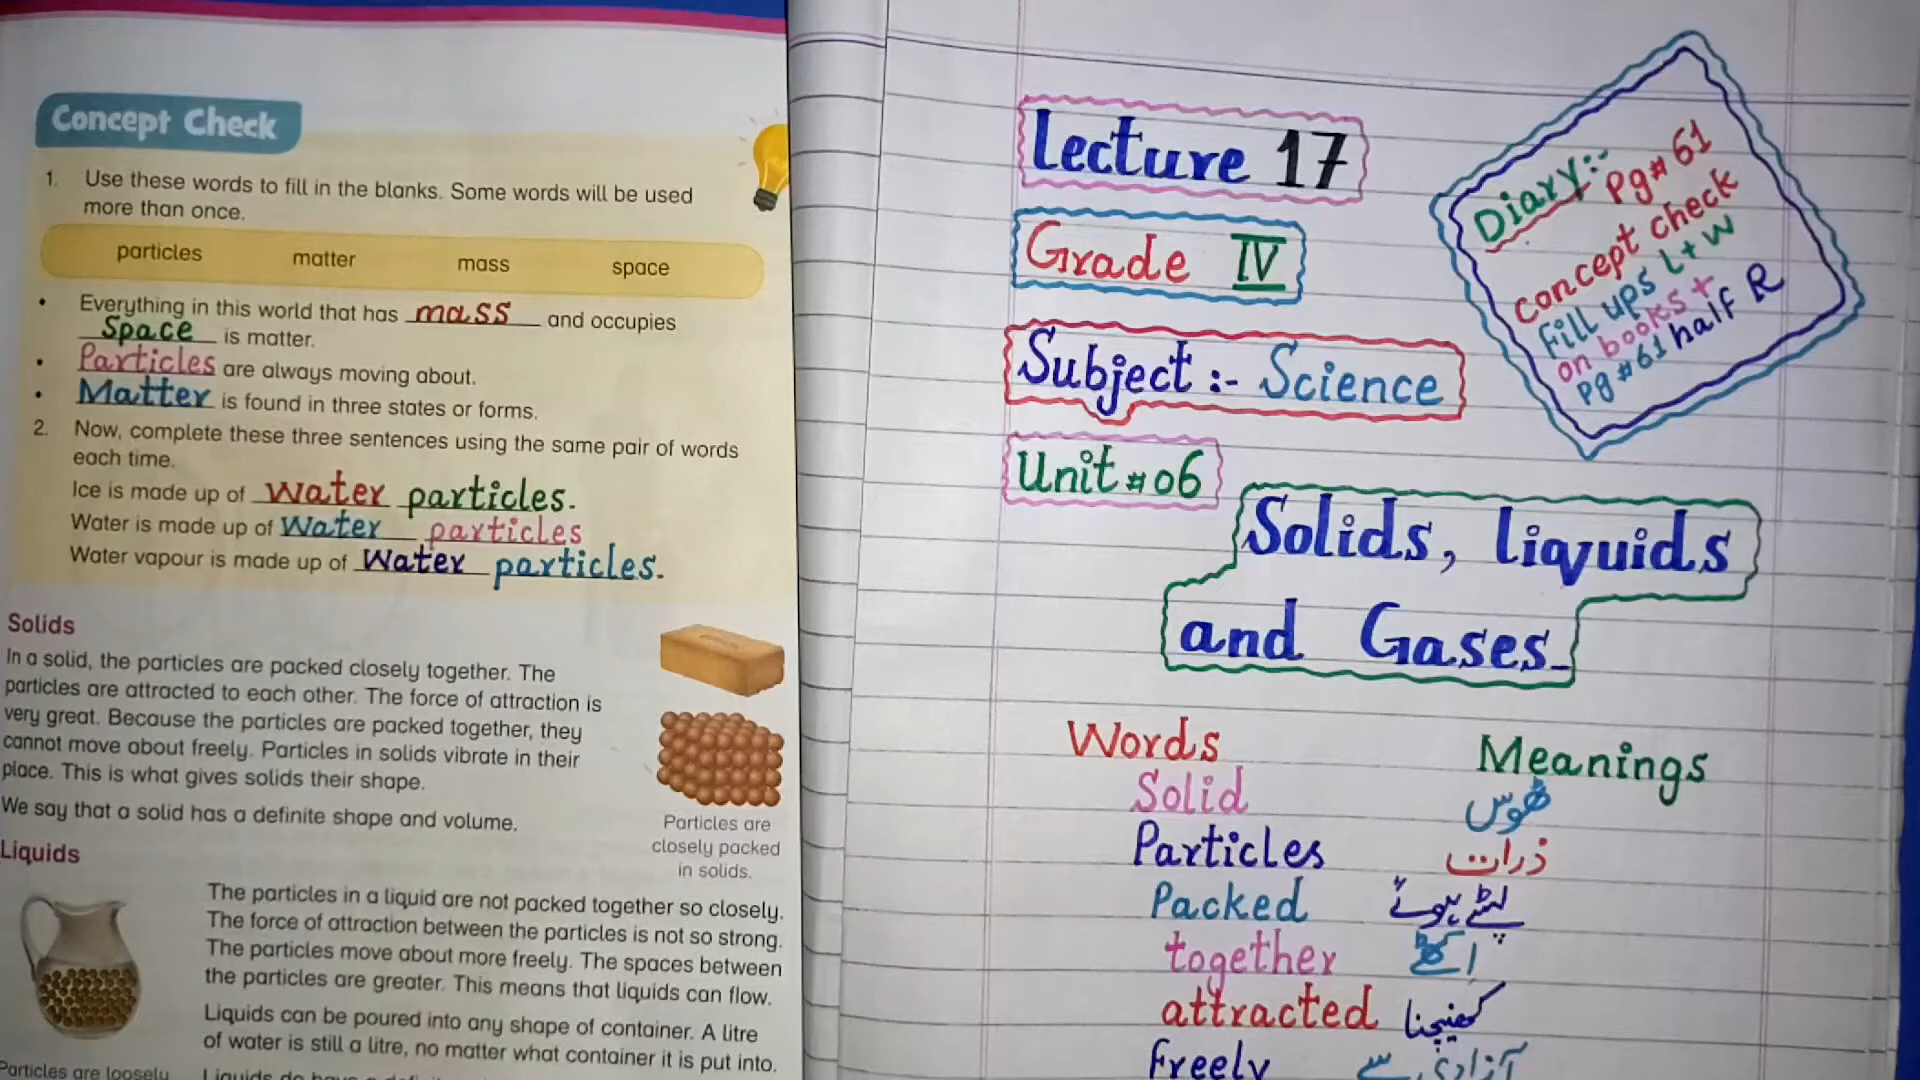 Concept Check
1. Use these words to fill in the blanks. Some words will be used
more than once.
particles matter mass space
• Everything in this world that has mass and occupies
Space is matter.
• Particles are always moving about.
• Matter is found in three states or forms.
2. Now, complete these three sentences using the same pair of words
each time.
Ice is made up of water particles.
Water is made up of Water particles
Water vapour is made up of Water particles.
Solids
In a solid, the particles are packed closely together. The
particles are attracted to each other. The force of attraction is
very great. Because the particles are packed together, they
cannot move about freely. Particles in solids vibrate in their
place. This is what gives solids their shape.
We say that a solid has a definite shape and volume.
Particles are
closely packed
in solids.
Liquids
The particles in a liquid are not packed together so closely.
The force of attraction between the particles is not so strong.
The particles move about more freely. The spaces between
the particles are greater. This means that liquids can flow.
Liquids can be poured into any shape of container. A litre
of water is still a litre, no matter what container it is put into.
Particles are loosely
Liquids do have a
Lecture 17
Grade IV
Subject:- Science
Unit # 06
Solids, liquids
and Gases-
Diary:- Pg# 61
concept check
Fill ups L+W
on books +
Pg #61 half R
Words Meanings
Solid ٹھوس
Particles ذرات
Packed ہوئے
together اکٹھے
attracted کھینچنا
Freely آزادی سے